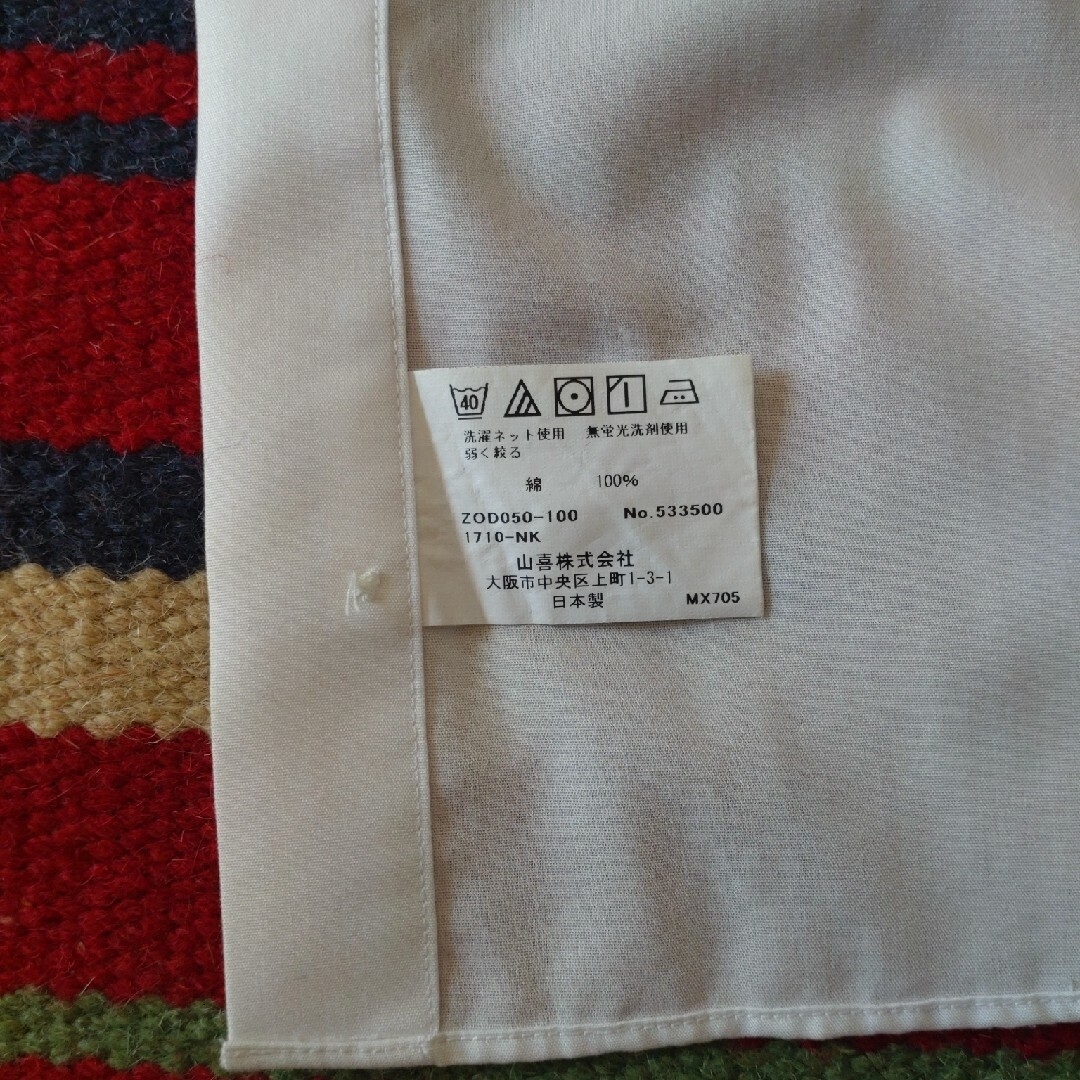 40
洗濯ネット使用 無蛍光洗剤使用
弱く絞る
綿 100%
ZOD050-100 No.533500
1710-NK
山喜株式会社
大阪市中央区上町1-3-1
日本製 MX705